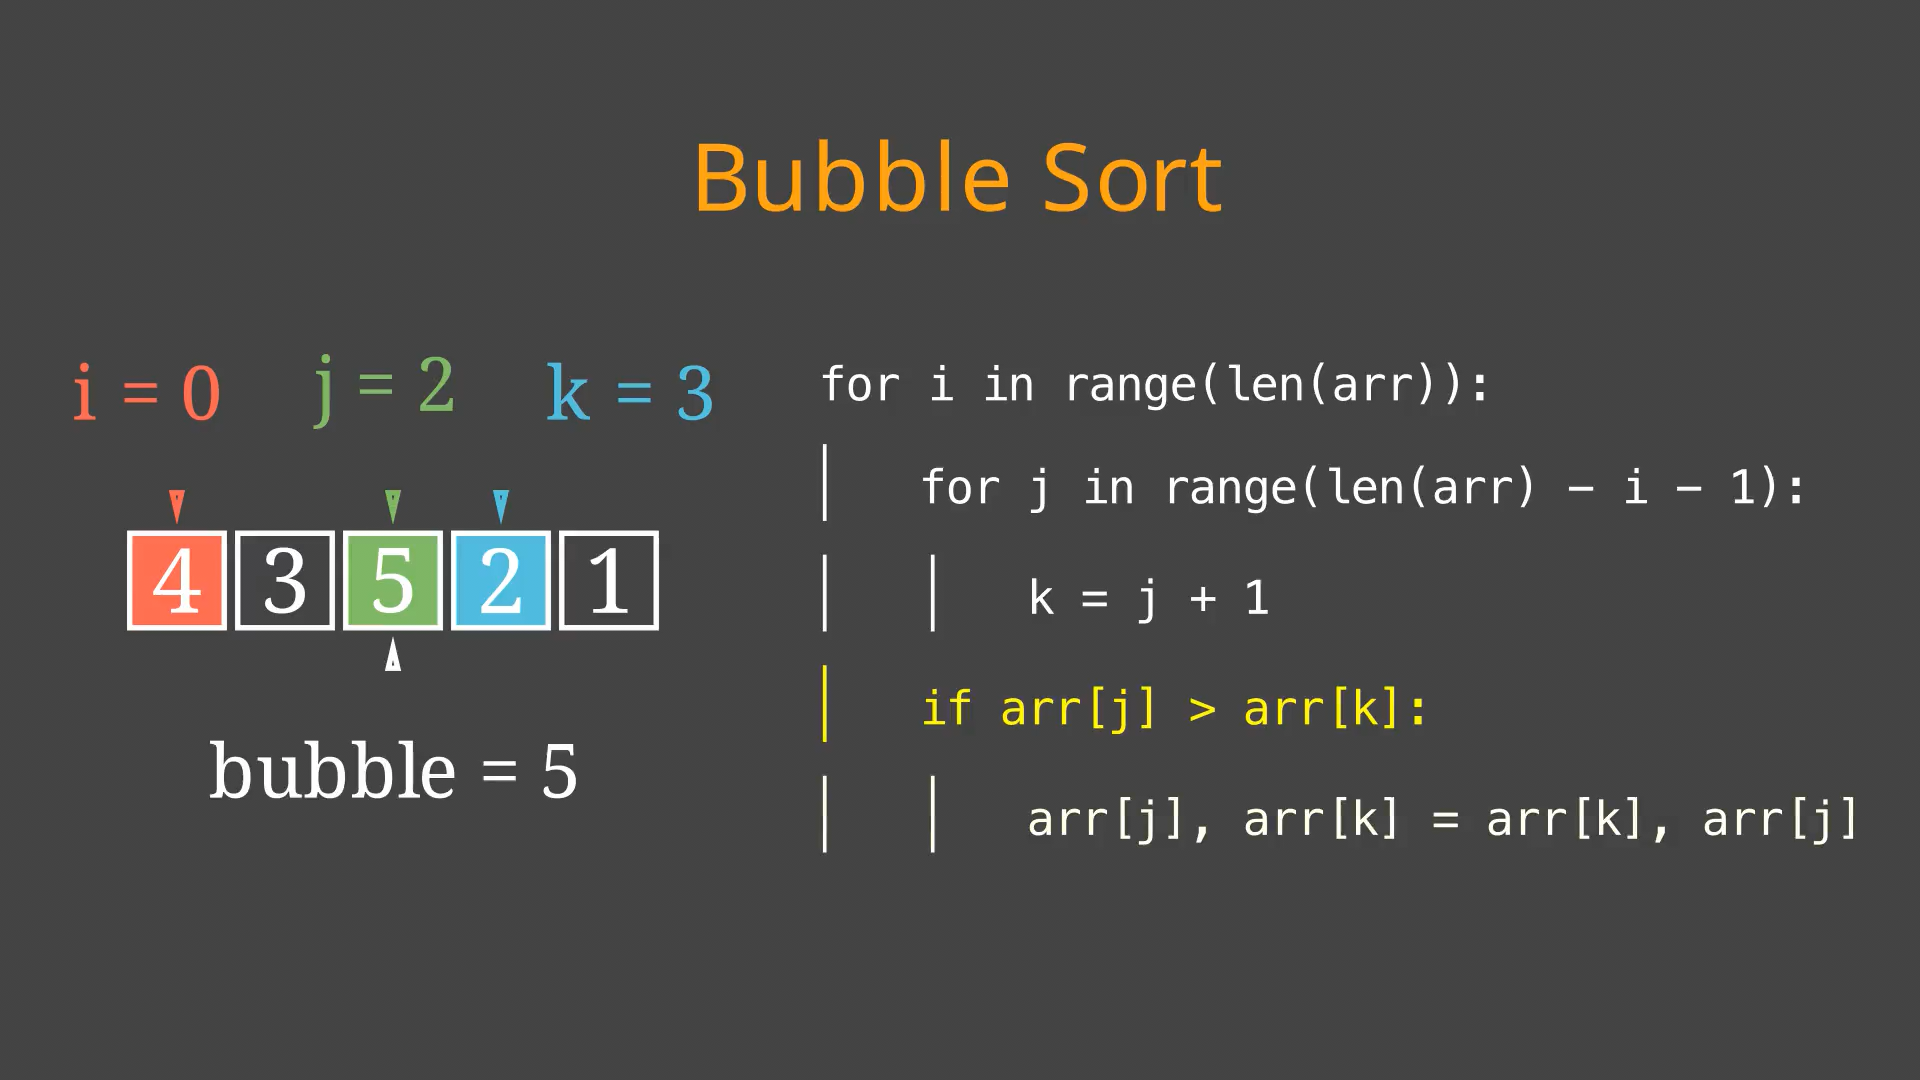 Bubble Sort
i = 0 j = 2 k = 3
4 3 5 2 1
bubble = 5
for i in range(len(arr)):
for j in range(len(arr) − i − 1):
k = j + 1
if arr[j] > arr[k]:
arr[j], arr[k] = arr[k], arr[j]